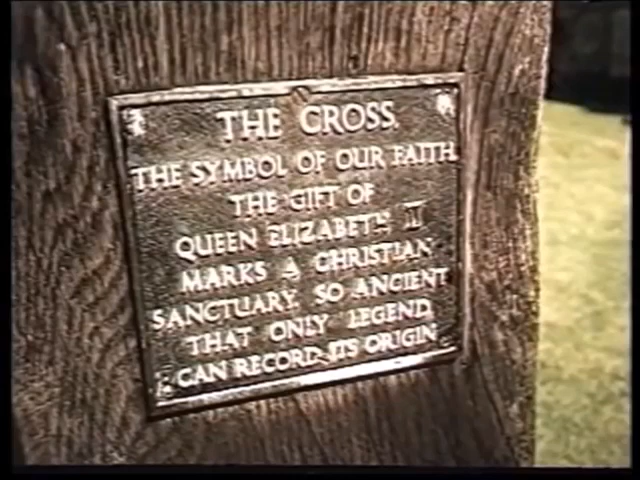 THE CROSS.
THE SYMBOL OF OUR FAITH.
THE GIFT OF
QUEEN ELIZABETH II
MARKS A CHRISTIAN
SANCTUARY, SO ANCIENT
THAT ONLY LEGEND
CAN RECORD ITS ORIGIN